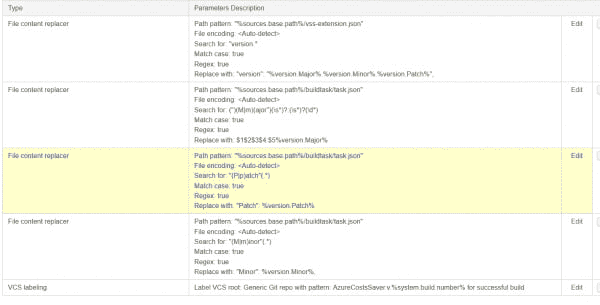 Type Parameters Description
File content replacer Path pattern: "%sources.base.path%/vss-extension.json" Edit
File encoding: <Auto-detect>
Search for: "version.*
Match case: true
Regex: true
Replace with: "version": "%version.Major%.%version.Minor%.%version.Patch%",
File content replacer Path pattern: "%sources.base.path%/buildtask/task.json" Edit
File encoding: <Auto-detect>
Match case: true
Regex: true
Replace with: $1$2$3$4:$5%version.Major%
File content replacer Path pattern: "%sources.base.path%/buildtask/task.json" Edit
File encoding: <Auto-detect>
Search for: "(P|p)atch"(.*)
Match case: true
Regex: true
Replace with: "Patch": %version.Patch%
File content replacer Path pattern: "%sources.base.path%/buildtask/task.json" Edit
File encoding: <Auto-detect>
Search for: "(M|m)inor"(.*)
Match case: true
Regex: true
Replace with: "Minor": %version.Minor%,
VCS labeling Label VCS root: Generic Git repo with pattern: AzureCostsSaver.v.%system.build.number% for successful build Edit